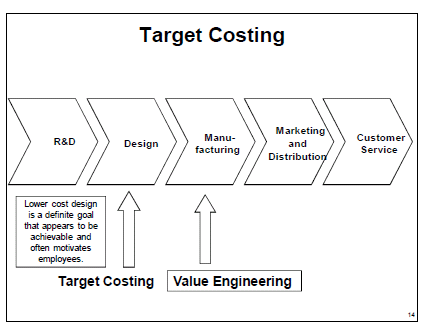 Target Costing
R&D
Design
Manu-
facturing
Marketing
and
Distribution
Customer
Service
Lower cost design
is a definite goal
that appears to be
achievable and
often motivates
employees.
Target Costing
Value Engineering
14